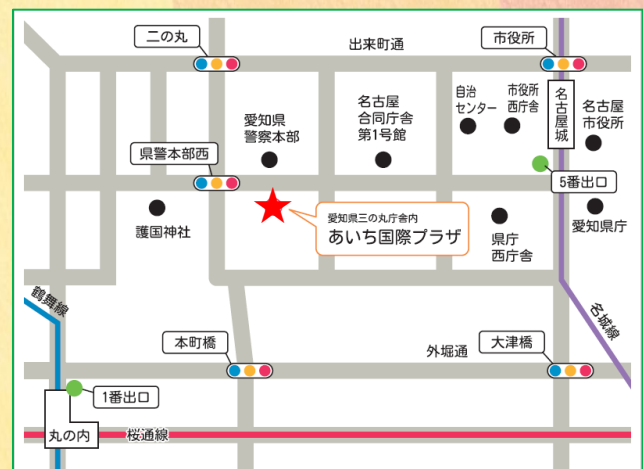 二の丸
出来町通
市役所
自治
センター
市役所
西庁舎
名古屋城
名古屋
市役所
愛知県
警察本部
名古屋
合同庁舎
第1号館
県警本部西
5番出口
護国神社
愛知県三の丸庁舎内
あいち国際プラザ
県庁
西庁舎
愛知県庁
鶴舞線
本町橋
外堀通
大津橋
名城線
1番出口
丸の内
桜通線